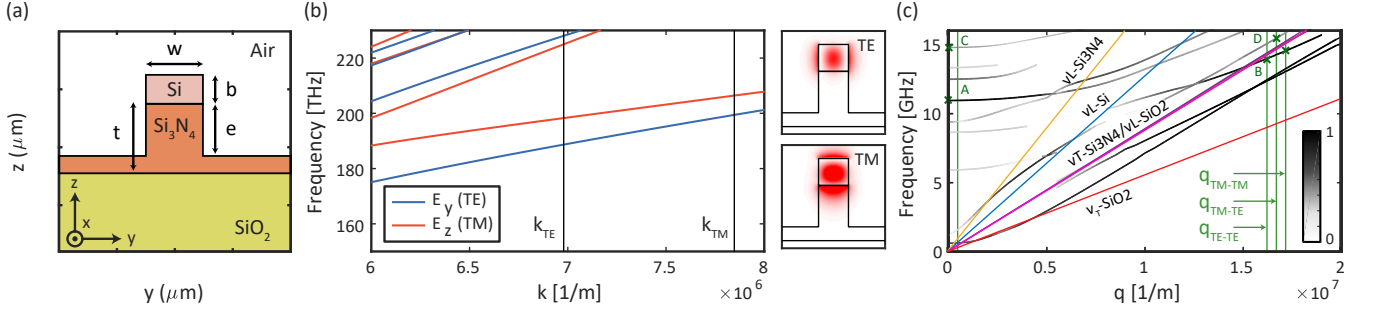 (a)
w
Air
Si
b
t
Si3N4
e
z (μm)
z
x
y
SiO2
y (μm)
(b)
Frequency [THz]
220
200
180
160
E y (TE)
E z (TM)
kTE
kTM
6
6.5
7
7.5
8
k [1/m]
×10^6
TE
TM
(c)
Frequency [GHz]
15
10
5
0
C
A
D
B
vL-Si3N4
vL-Si
vT-Si3N4/vL-SiO2
vT-SiO2
qTM-TM
qTM-TE
qTE-TE
1
0
0
0.5
1
1.5
2
q [1/m]
×10^7